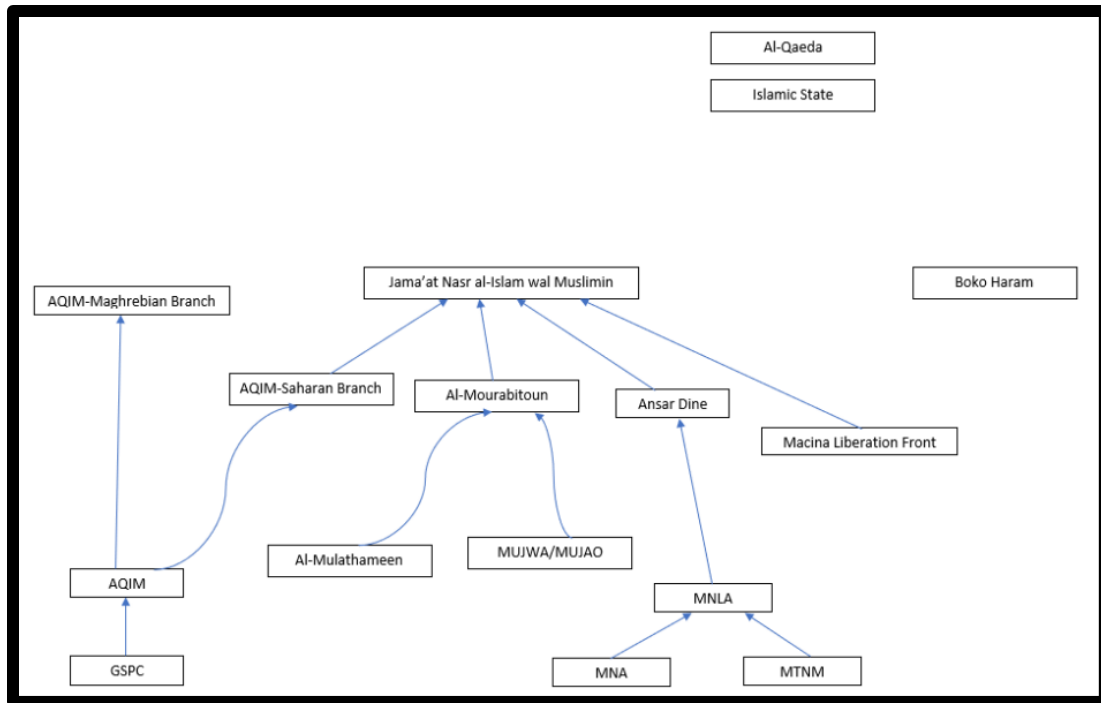 Al-Qaeda
Islamic State
Jama'at Nasr al-Islam wal Muslimin
Boko Haram
AQIM-Maghrebian Branch
AQIM-Saharan Branch
Al-Mourabitoun
Ansar Dine
Macina Liberation Front
Al-Mulathameen
MUJWA/MUJAO
AQIM
MNLA
GSPC
MNA
MTNM